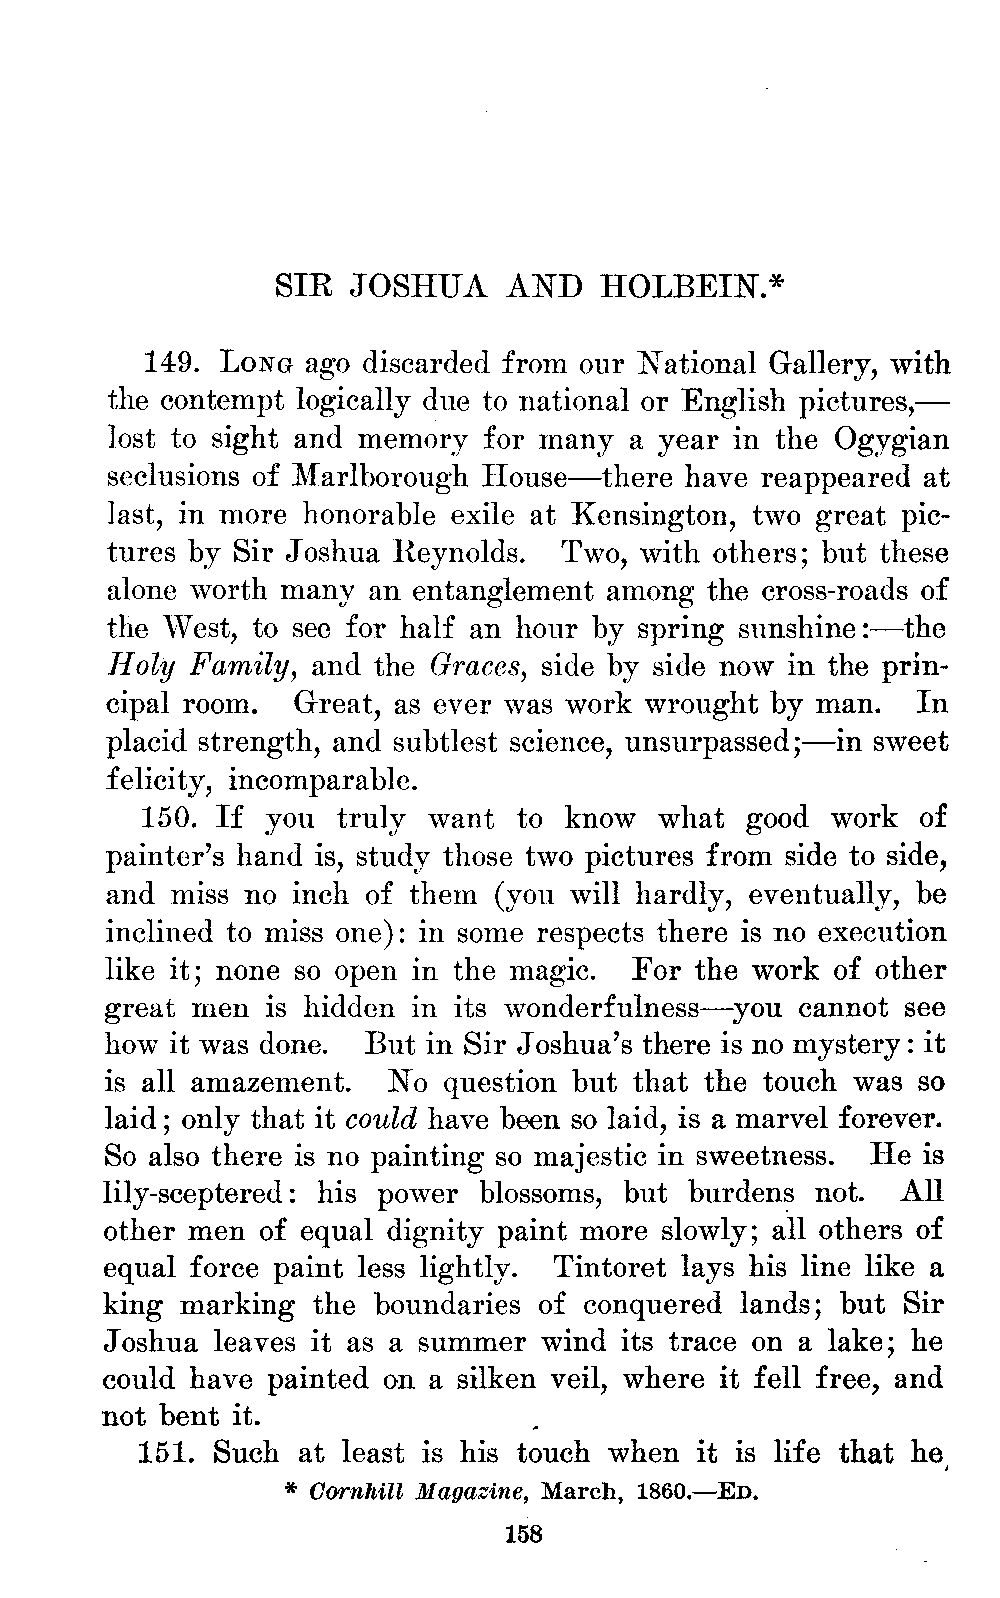 SIR JOSHUA AND HOLBEIN.*
149. LONG ago discarded from our National Gallery, with
the contempt logically due to national or English pictures,—
lost to sight and memory for many a year in the Ogygian
seclusions of Marlborough House—there have reappeared at
last, in more honorable exile at Kensington, two great pic-
tures by Sir Joshua Reynolds. Two, with others; but these
alone worth many an entanglement among the cross-roads of
the West, to see for half an hour by spring sunshine:—the
Holy Family, and the Graces, side by side now in the prin-
cipal room. Great, as ever was work wrought by man. In
placid strength, and subtlest science, unsurpassed;—in sweet
felicity, incomparable.
150. If you truly want to know what good work of
painter's hand is, study those two pictures from side to side,
and miss no inch of them (you will hardly, eventually, be
inclined to miss one): in some respects there is no execution
like it; none so open in the magic. For the work of other
great men is hidden in its wonderfulness—you cannot see
how it was done. But in Sir Joshua's there is no mystery: it
is all amazement. No question but that the touch was so
laid; only that it could have been so laid, is a marvel forever.
So also there is no painting so majestic in sweetness. He is
lily-sceptered: his power blossoms, but burdens not. All
other men of equal dignity paint more slowly; all others of
equal force paint less lightly. Tintoret lays his line like a
king marking the boundaries of conquered lands; but Sir
Joshua leaves it as a summer wind its trace on a lake; he
could have painted on a silken veil, where it fell free, and
not bent it.
151. Such at least is his touch when it is life that he
* Cornhill Magazine, March, 1860.—ED.
158